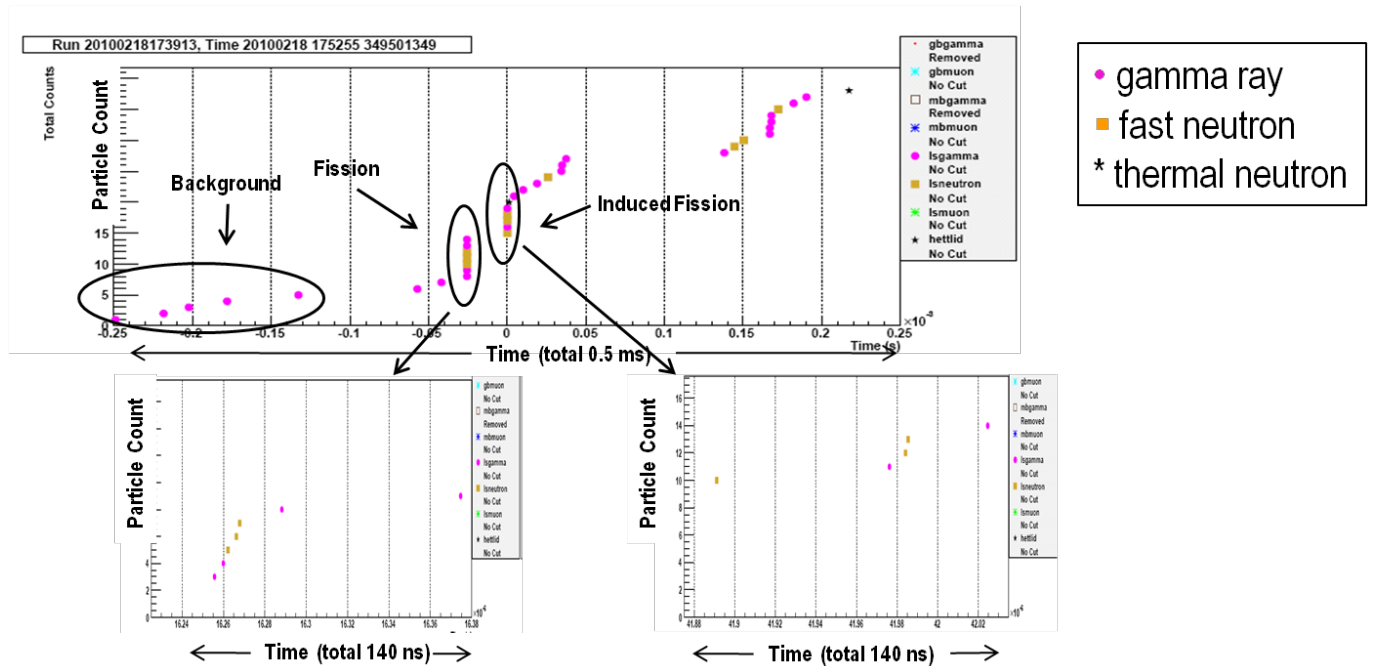 Run 20100218173913, Time 20100218 175255 349501349
Total Counts
Particle Count
Background
Fission
Induced Fission
15
10
5
0
-0.25
-0.2
-0.15
-0.1
-0.05
0
0.05
0.1
0.15
0.2
0.25
Time (s)
Time (total 0.5 ms)
gbgamma
Removed
gbmuon
No Cut
mbgamma
Removed
mbmuon
No Cut
lsgamma
No Cut
lsneutron
No Cut
lsmuon
No Cut
hettlid
No Cut
gamma ray
fast neutron
* thermal neutron
Particle Count
4
2
0
16.24
16.26
16.28
16.3
16.32
16.34
16.36
16.38
gbmuon
No Cut
mbgamma
Removed
mbmuon
No Cut
lsgamma
No Cut
lsneutron
No Cut
lsmuon
No Cut
hettlid
No Cut
Time (total 140 ns)
Particle Count
16
14
12
10
8
6
4
2
0
41.88
41.9
41.92
41.94
41.96
41.98
42
42.02
gbmuon
No Cut
mbgamma
Removed
mbmuon
No Cut
lsgamma
No Cut
lsneutron
No Cut
lsmuon
No Cut
hettlid
No Cut
Time (total 140 ns)